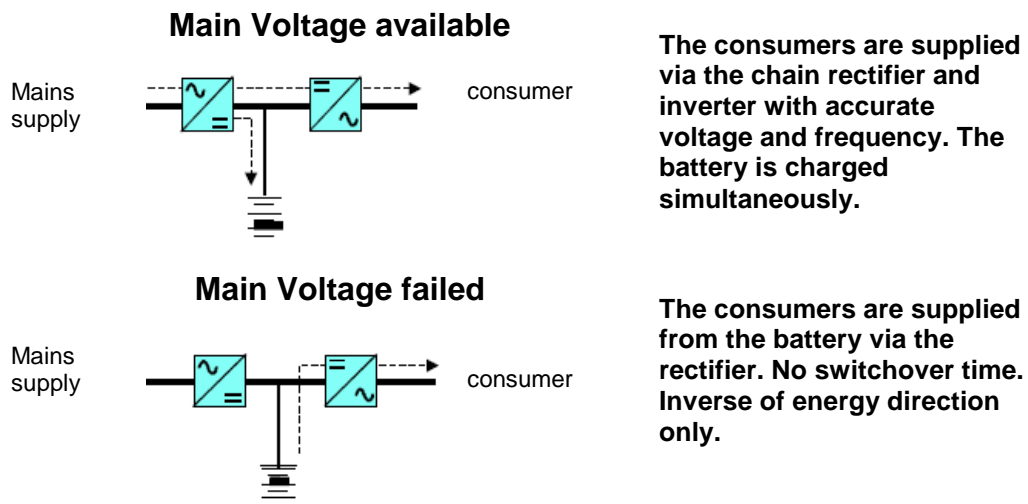 Main Voltage available
Mains
supply
consumer
The consumers are supplied
via the chain rectifier and
inverter with accurate
voltage and frequency. The
battery is charged
simultaneously.
Main Voltage failed
Mains
supply
consumer
The consumers are supplied
from the battery via the
rectifier. No switchover time.
Inverse of energy direction
only.